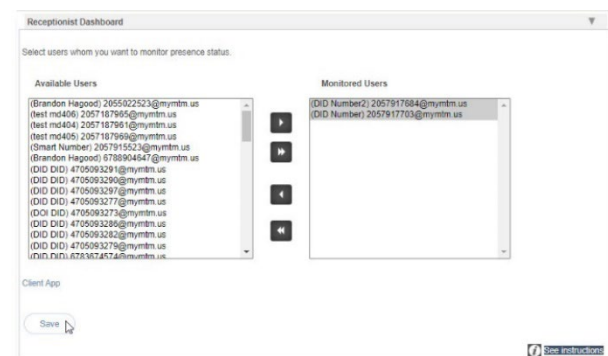 Receptionist Dashboard
Select users whom you want to monitor presence status.
Available Users
(Brandon Hagood) 2055022523@mymtm.us
(test md406) 2057187965@mymtm.us
(test md404) 2057187961@mymtm.us
(test md405) 2057187969@mymtm.us
(Smart Number) 2057915523@mymtm.us
(Brandon Hagood) 6788904647@mymtm.us
(DID DID) 4705093291@mymtm.us
(DID DID) 4705093290@mymtm.us
(DID DID) 4705093297@mymtm.us
(DID DID) 4705093277@mymtm.us
(DOI DID) 4705093273@mymtm.us
(DID DID) 4705093286@mymtm.us
(DID DID) 4705093282@mymtm.us
(DID DID) 4705093279@mymtm.us
(DID DID) 6783674574@mymtm.us
Monitored Users
(DID Number2) 2057917684@mymtm.us
(DID Number) 2057917703@mymtm.us
Client App
Save
i See instructions